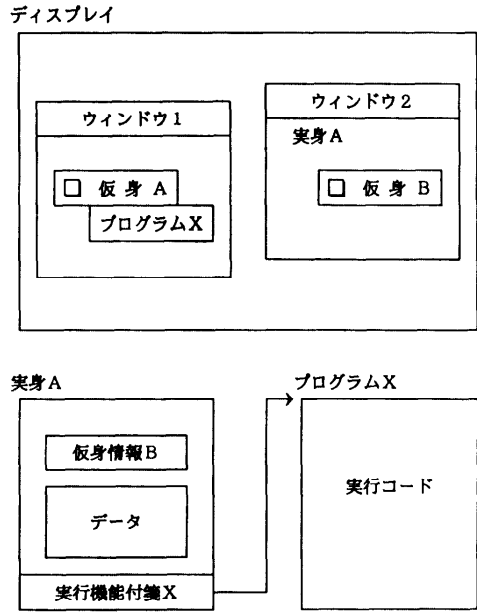 ディスプレイ
ウィンドウ1
ウィンドウ2
実身A
仮身A
仮身B
プログラムX
実身A
プログラムX
仮身情報B
実行コード
データ
実行機能付箋X